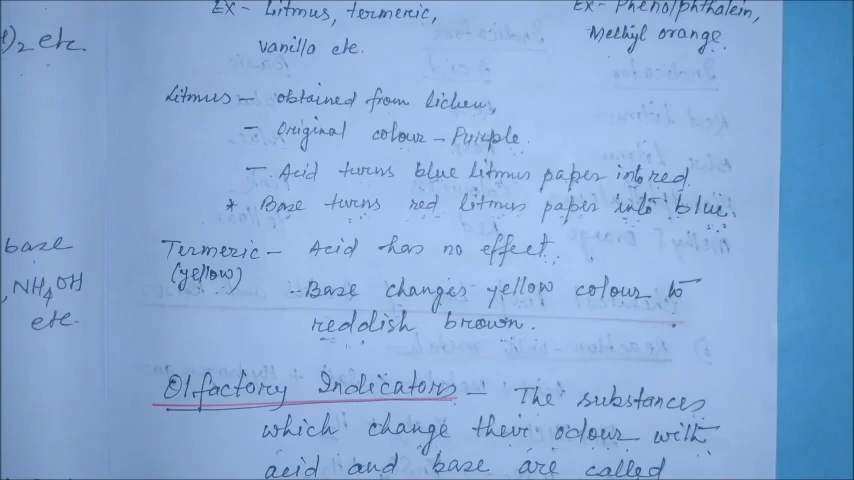 Ex - Litmus, termeric,
vanilla etc.
Ex - Phenolphthalein,
Methyl orange.
)2 etc.
Litmus - obtained from lichen,
- Original colour - Purple.
- Acid turns blue litmus paper into red.
* Base turns red litmus paper into blue.
base
, NH4OH
etc.
Termeric - Acid has no effect.
(yellow)
- Base changes yellow colour to
reddish brown.
Olfactory Indicators - The substances
which change their odour with
acid and base are called